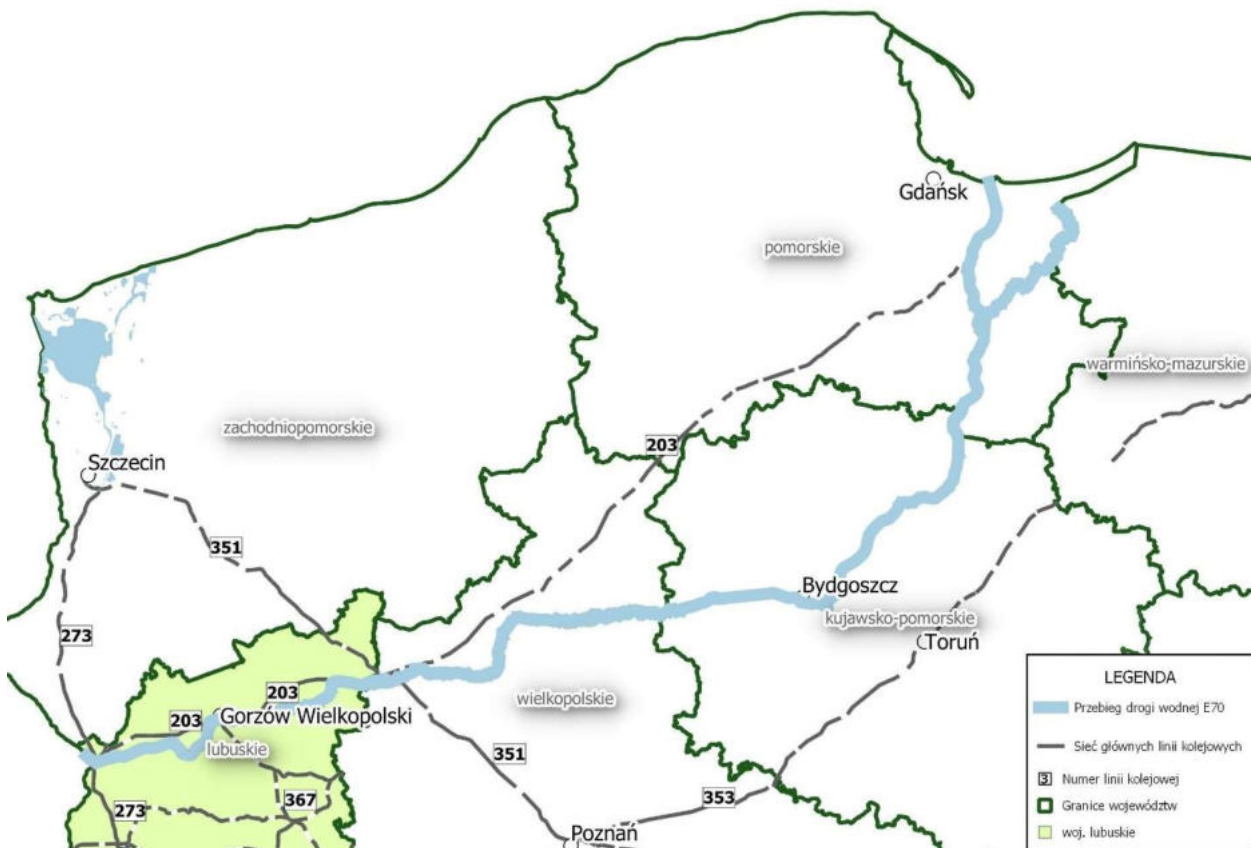 Gdańsk
pomorskie
warmińsko-mazurskie
zachodniopomorskie
203
Szczecin
351
Bydgoszcz
kujawsko-pomorskie
273
Toruń
203
wielkopolskie
203
Gorzów Wielkopolski
lubuskie
351
273
367
353
Poznań
LEGENDA
Przebieg drogi wodnej E70
Sieć głównych linii kolejowych
3 Numer linii kolejowej
Granice województw
woj. lubuskie